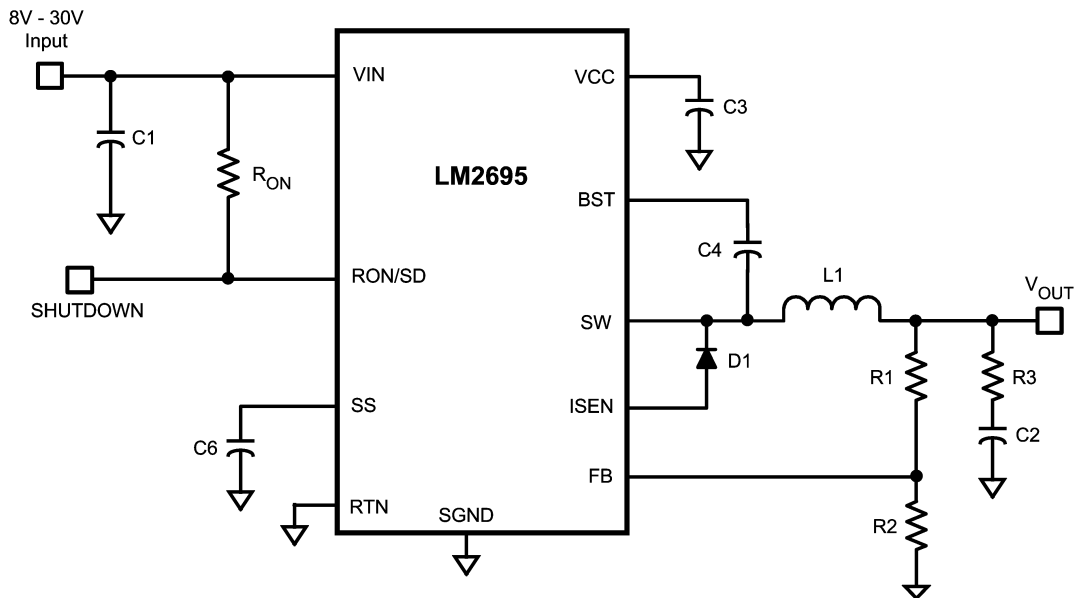 8V - 30V
Input
VIN
VCC
C3
C1
LM2695
RON
BST
C4
L1
VOUT
RON/SD
SHUTDOWN
SW
D1
R1
R3
ISEN
SS
C6
C2
FB
RTN
SGND
R2